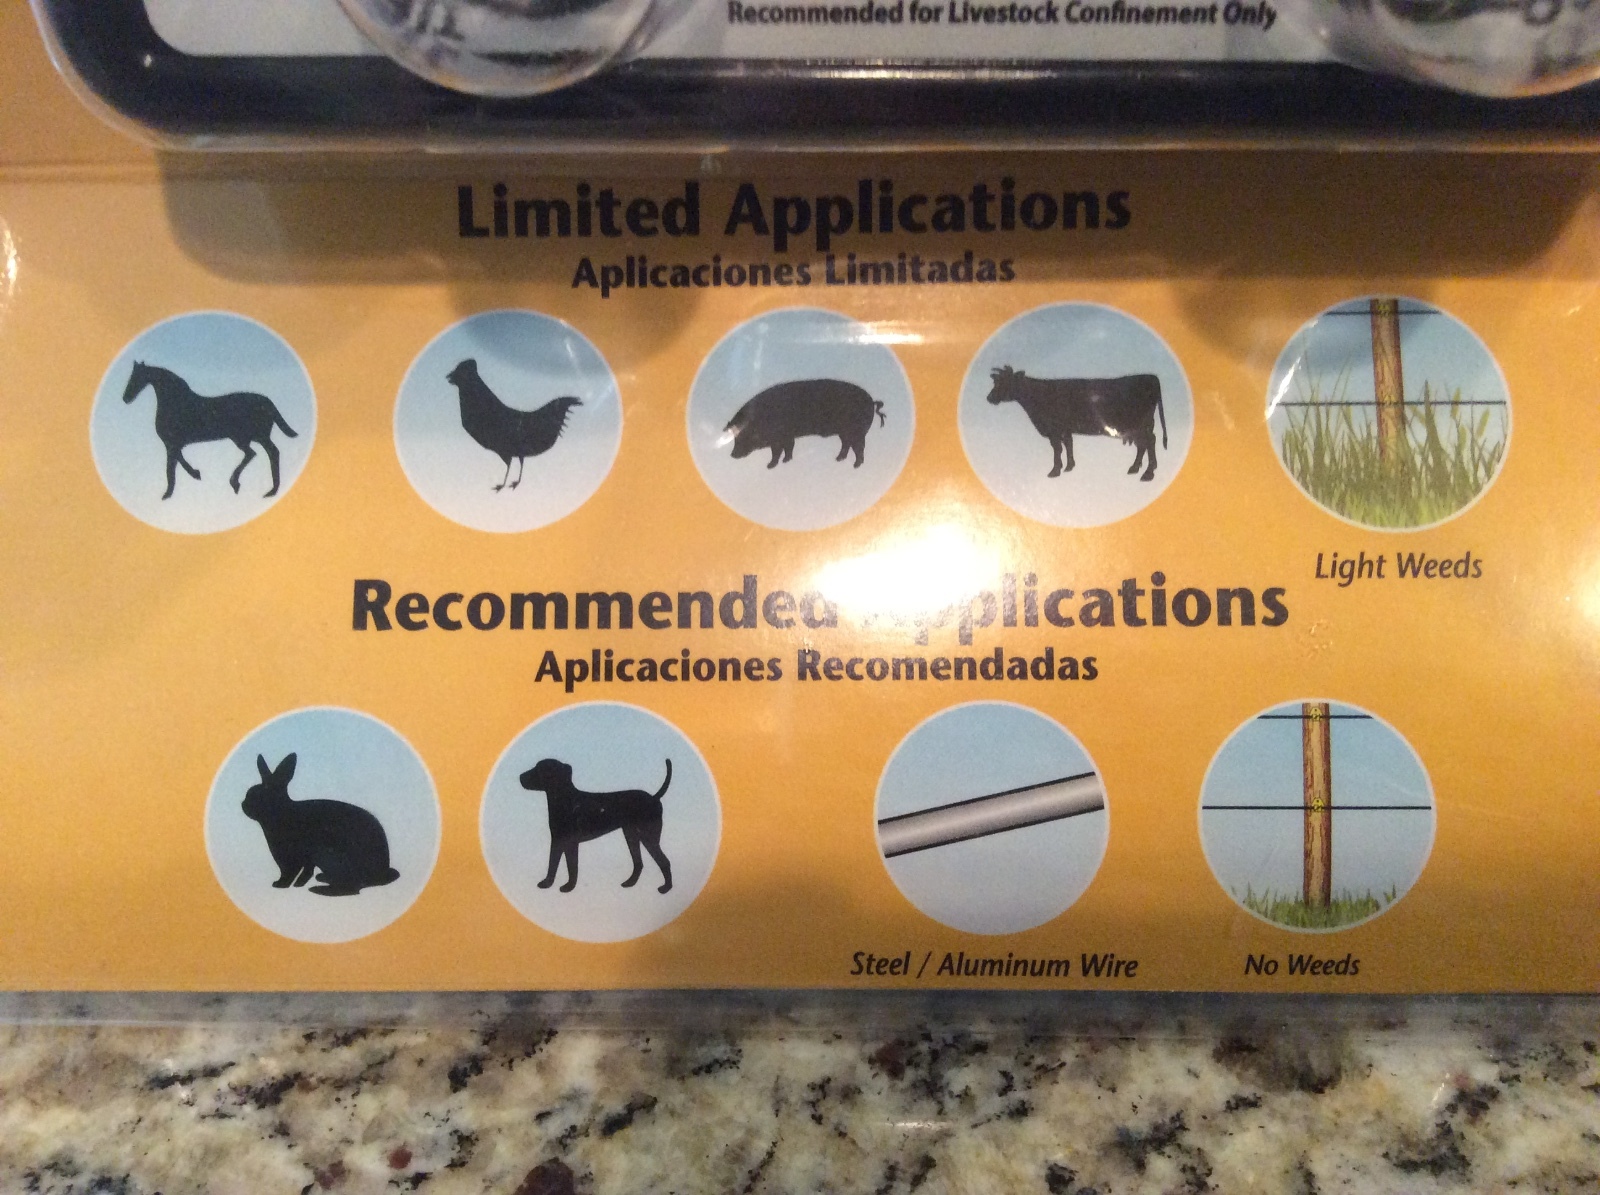 Recommended for Livestock Confinement Only
Limited Applications
Aplicaciones Limitadas
Light Weeds
Recommended Applications
Aplicaciones Recomendadas
Steel / Aluminum Wire
No Weeds